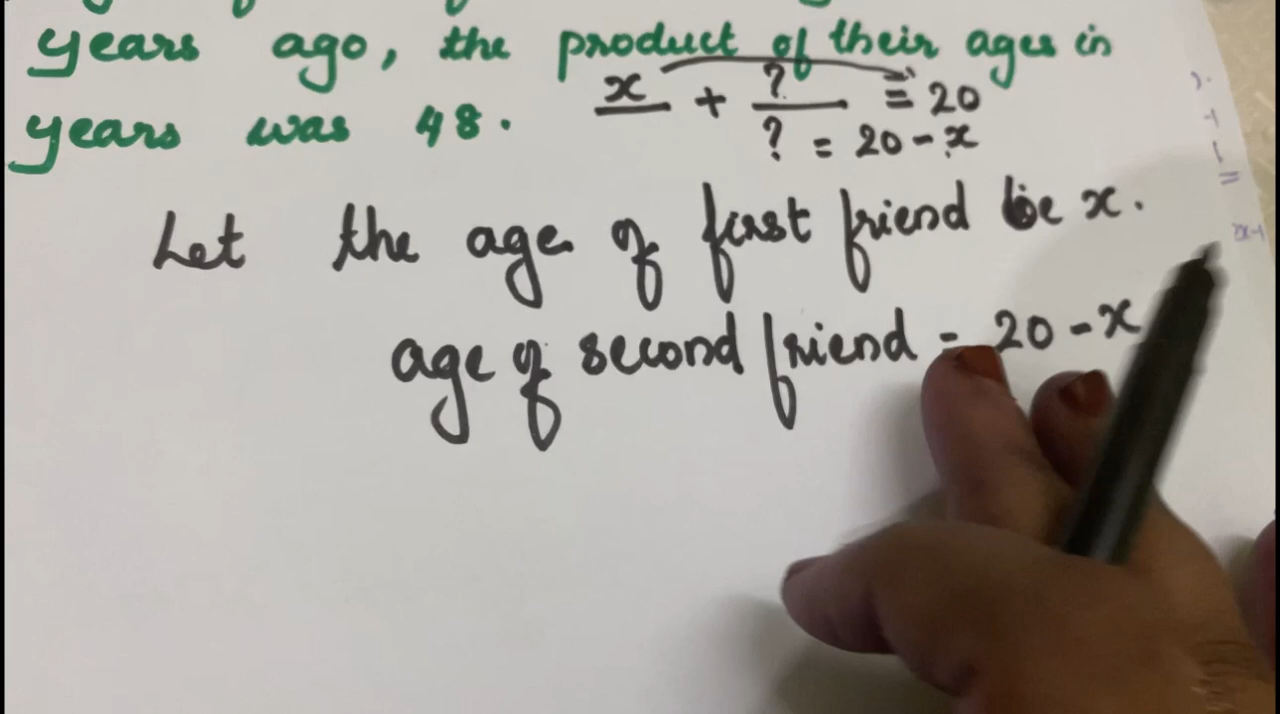 years ago, the product of their ages in
years was 48.
x + ? = 20
? = 20 - x
Let the age of first friend be x.
age of second friend = 20 - x